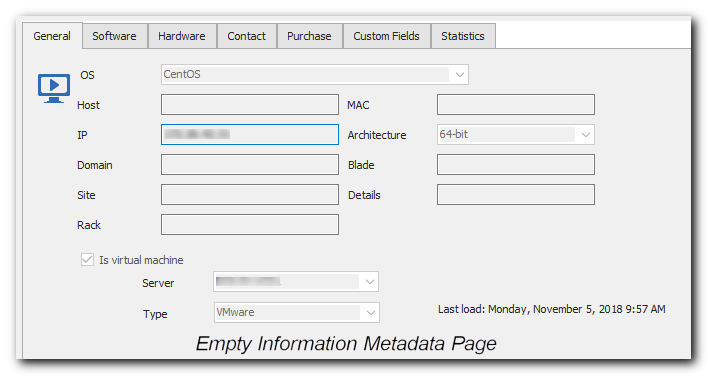 General Software Hardware Contact Purchase Custom Fields Statistics
OS CentOS
Host MAC
IP Architecture 64-bit
Domain Blade
Site Details
Rack
Is virtual machine
Server
Type VMware Last load: Monday, November 5, 2018 9:57 AM
Empty Information Metadata Page